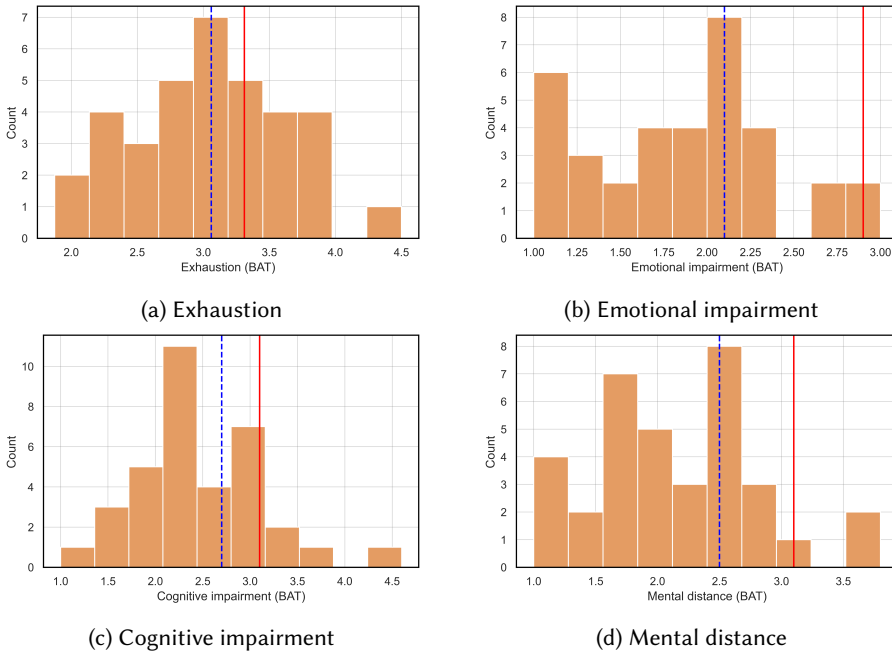 7
6
5
4
3
2
1
0
Count
2.0 2.5 3.0 3.5 4.0 4.5
Exhaustion (BAT)
(a) Exhaustion
8
7
6
5
4
3
2
1
0
Count
1.00 1.25 1.50 1.75 2.00 2.25 2.50 2.75 3.00
Emotional impairment (BAT)
(b) Emotional impairment
10
8
6
4
2
0
Count
1.0 1.5 2.0 2.5 3.0 3.5 4.0 4.5
Cognitive impairment (BAT)
(c) Cognitive impairment
8
7
6
5
4
3
2
1
0
Count
1.0 1.5 2.0 2.5 3.0 3.5
Mental distance (BAT)
(d) Mental distance